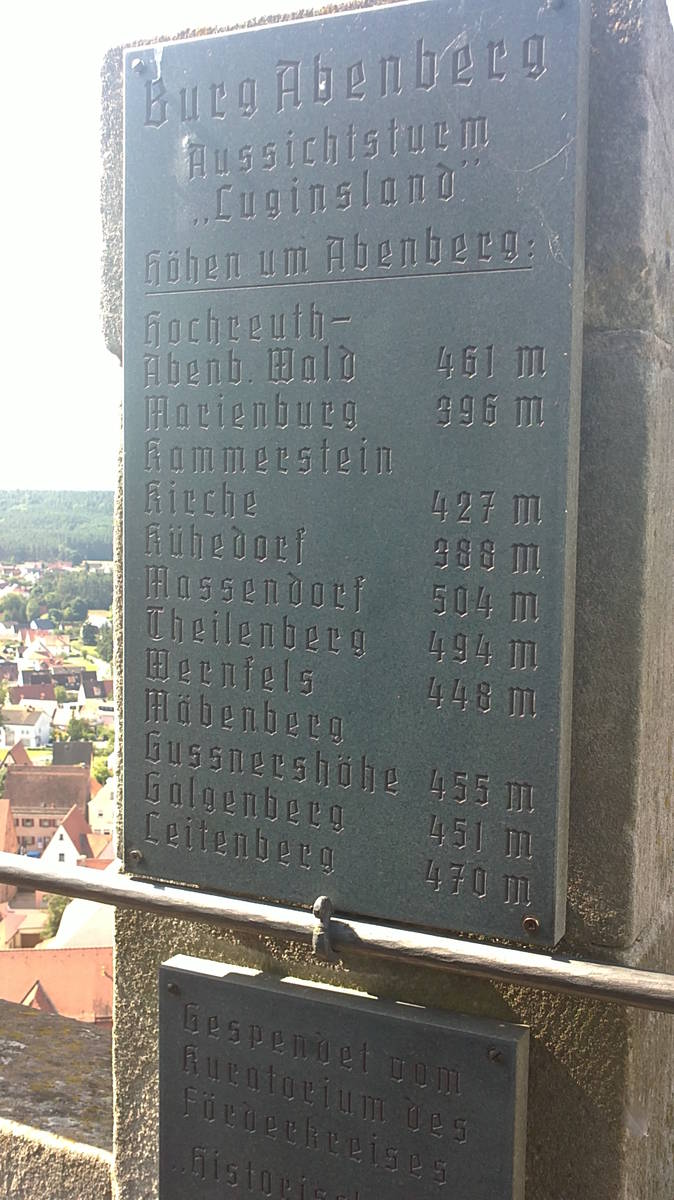 Burg Abenberg
Aussichtsturm
„Luginsland”
Höhen um Abenberg:
Hochreuth-
Abenb. Wald 461 m
Marienburg 396 m
Kammerstein
Kirche 427 m
Kühedorf 388 m
Massendorf 504 m
Theilenberg 494 m
Wernfels 448 m
Mäbenberg
Gussnershöhe 455 m
Galgenberg 451 m
Leitenberg 470 m
Gespendet vom
Kuratorium des
Förderkreises